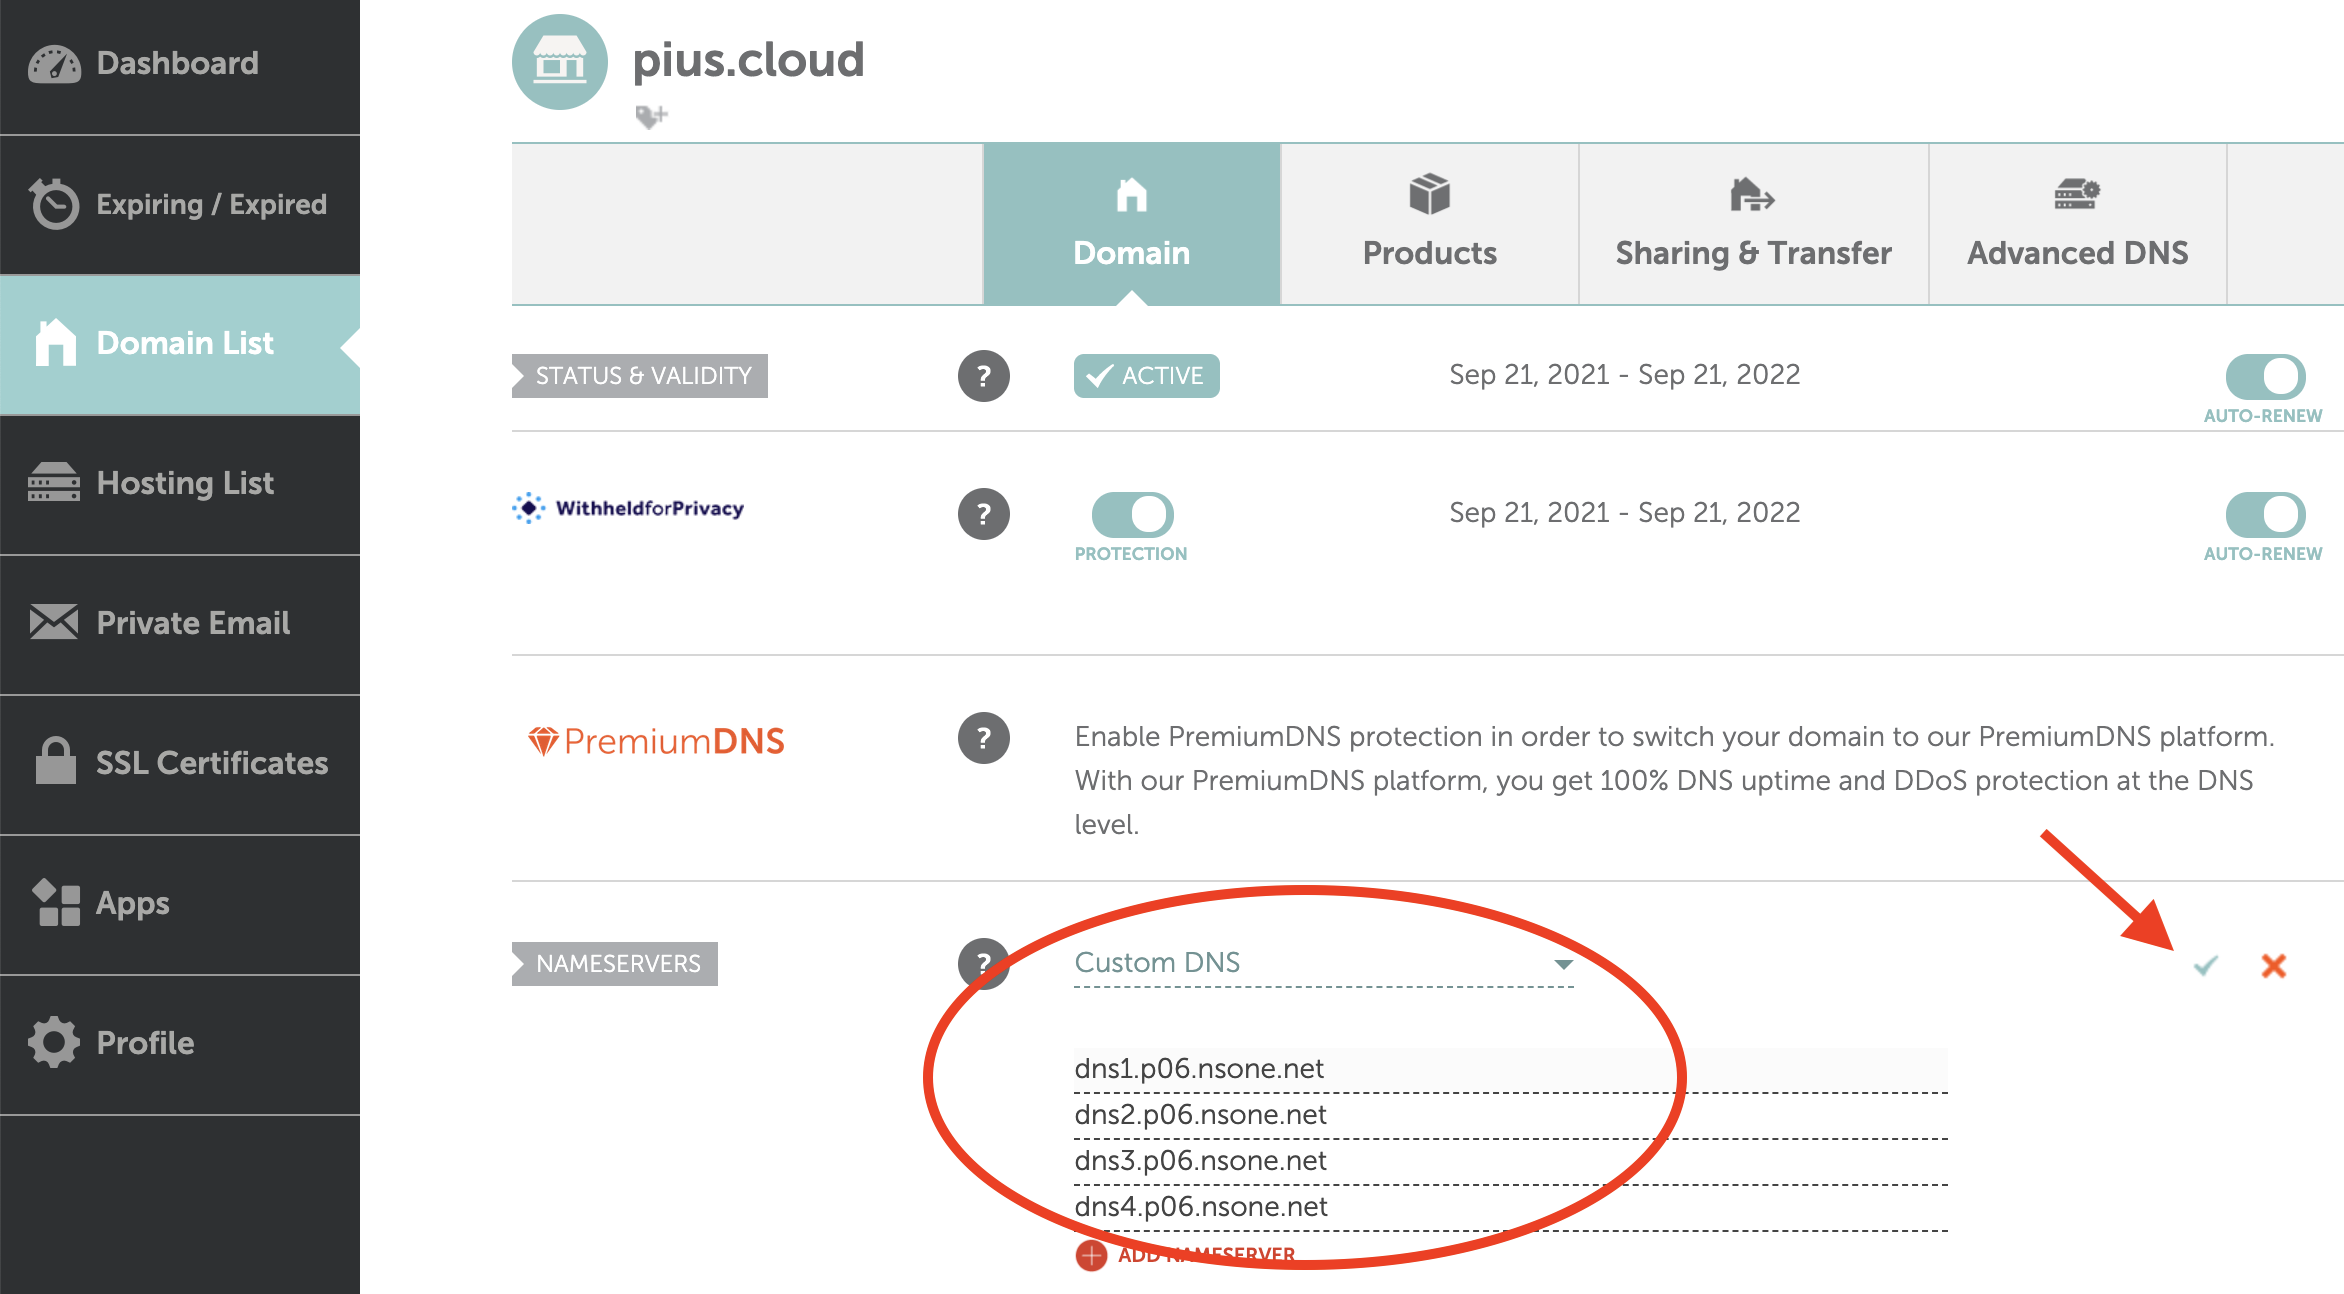 Dashboard
Expiring / Expired
Domain List
Hosting List
Private Email
SSL Certificates
Apps
Profile
pius.cloud
Domain
Products
Sharing & Transfer
Advanced DNS
STATUS & VALIDITY
?
ACTIVE
Sep 21, 2021 - Sep 21, 2022
AUTO-RENEW
WithheldforPrivacy
?
PROTECTION
Sep 21, 2021 - Sep 21, 2022
AUTO-RENEW
PremiumDNS
?
Enable PremiumDNS protection in order to switch your domain to our PremiumDNS platform.
With our PremiumDNS platform, you get 100% DNS uptime and DDoS protection at the DNS
level.
NAMESERVERS
?
Custom DNS
dns1.p06.nsone.net
dns2.p06.nsone.net
dns3.p06.nsone.net
dns4.p06.nsone.net
ADD NAMESERVER